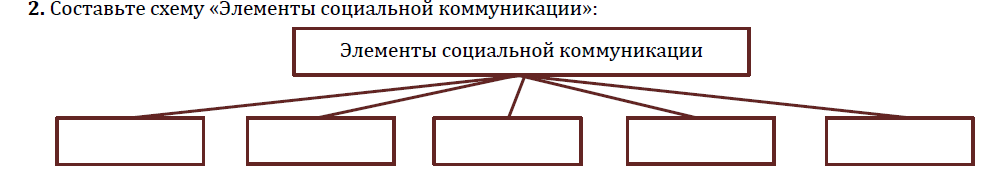 2. Составьте схему «Элементы социальной коммуникации»:
Элементы социальной коммуникации